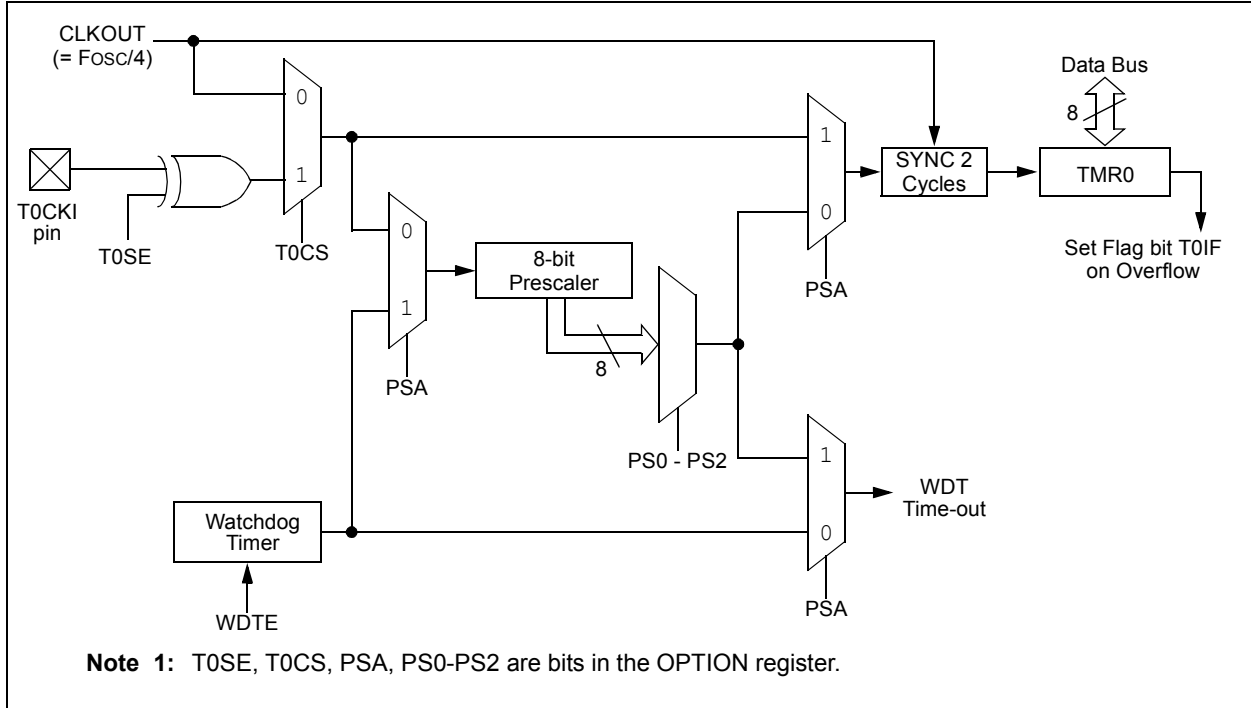 CLKOUT
(= FOSC/4)
Data Bus
8
0
1
1
0
SYNC 2
Cycles
TMR0
T0CKI
pin
T0SE
T0CS
0
1
8-bit
Prescaler
PSA
Set Flag bit T0IF
on Overflow
8
PSA
PS0 - PS2
1
0
WDT
Time-out
Watchdog
Timer
WDTE
PSA
Note 1: T0SE, T0CS, PSA, PS0-PS2 are bits in the OPTION register.